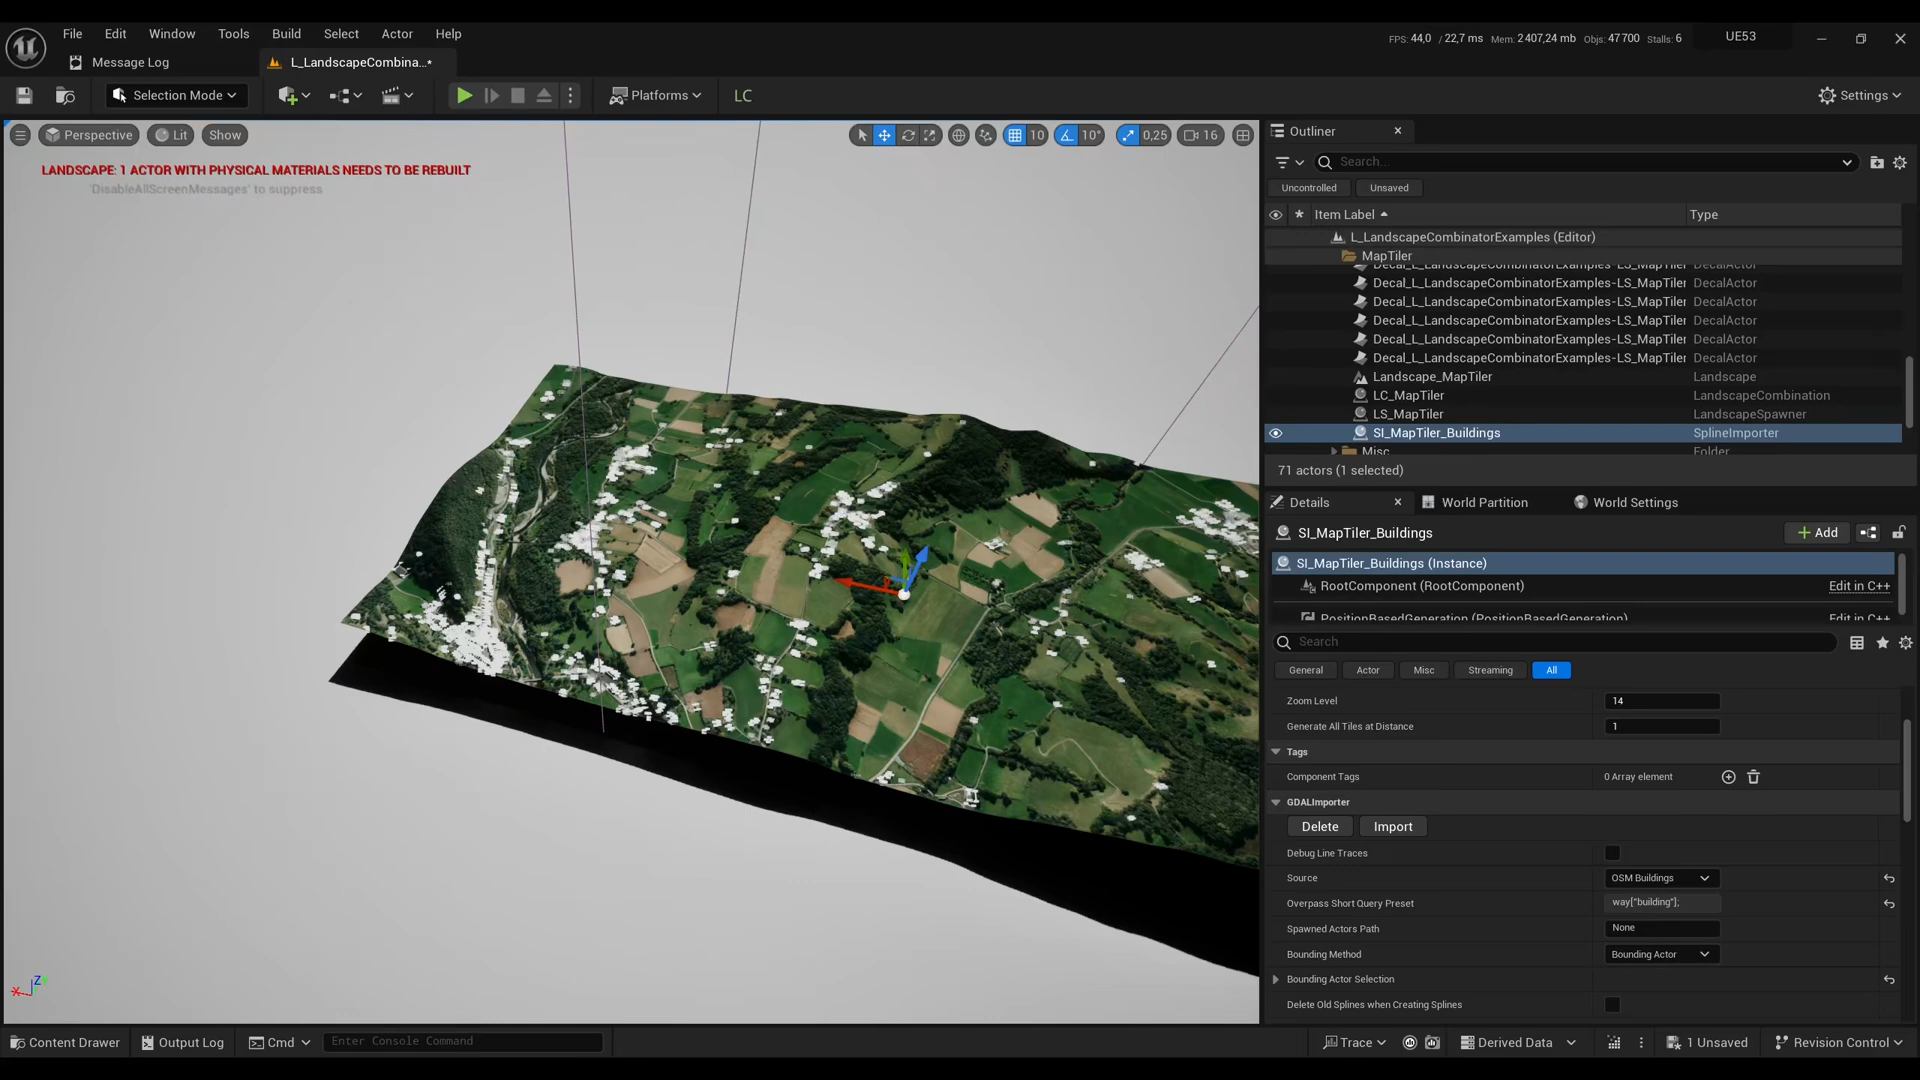 File Edit Window Tools Build Select Actor Help
FPS: 44,0 / 22,7 ms Mem: 2 407,24 mb Objs: 47 700 Stalls: 6 UE53
Message Log L_LandscapeCombina...•
Selection Mode Platforms LC Settings
Perspective Lit Show 10 10° 0,25 16
LANDSCAPE: 1 ACTOR WITH PHYSICAL MATERIALS NEEDS TO BE REBUILT
'DisableAllScreenMessages' to suppress
Outliner
Search...
Uncontrolled Unsaved
Item Label Type
L_LandscapeCombinatorExamples (Editor)
MapTiler
Decal_L_LandscapeCombinatorExamples-LS_MapTiler DecalActor
Decal_L_LandscapeCombinatorExamples-LS_MapTiler DecalActor
Decal_L_LandscapeCombinatorExamples-LS_MapTiler DecalActor
Decal_L_LandscapeCombinatorExamples-LS_MapTiler DecalActor
Decal_L_LandscapeCombinatorExamples-LS_MapTiler DecalActor
Decal_L_LandscapeCombinatorExamples-LS_MapTiler DecalActor
Landscape_MapTiler Landscape
LC_MapTiler LandscapeCombination
LS_MapTiler LandscapeSpawner
SI_MapTiler_Buildings SplineImporter
Misc Folder
71 actors (1 selected)
Details World Partition World Settings
SI_MapTiler_Buildings Add
SI_MapTiler_Buildings (Instance)
RootComponent (RootComponent) Edit in C++
PositionBasedGeneration (PositionBasedGeneration) Edit in C++
Search
General Actor Misc Streaming All
Zoom Level 14
Generate All Tiles at Distance 1
Tags
Component Tags 0 Array element
GDALImporter
Delete Import
Debug Line Traces
Source OSM Buildings
Overpass Short Query Preset way["building"];
Spawned Actors Path None
Bounding Method Bounding Actor
Bounding Actor Selection
Delete Old Splines when Creating Splines
Z Y X
Content Drawer Output Log Cmd Enter Console Command Trace Derived Data 1 Unsaved Revision Control